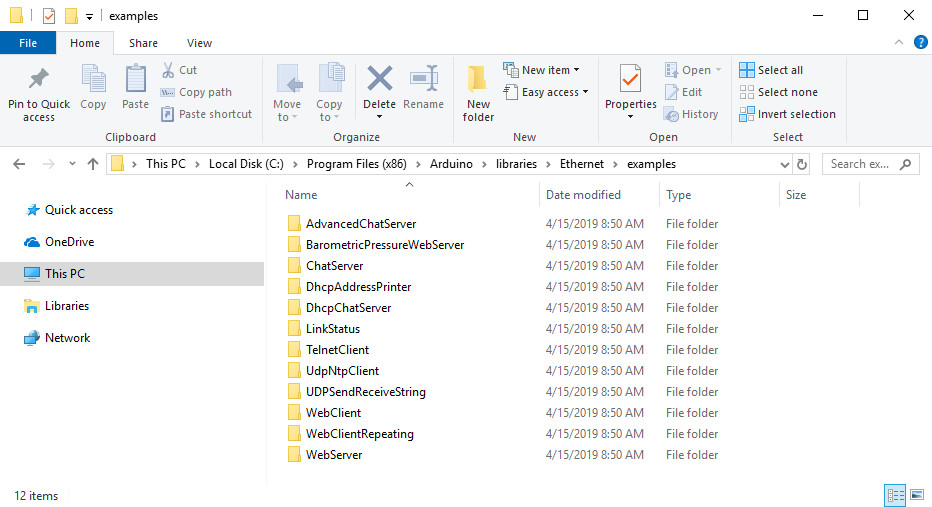 examples
File Home Share View
Pin to Quick access
Copy
Paste
Cut
Copy path
Paste shortcut
Clipboard
Move to
Copy to
Delete
Rename
Organize
New folder
New item
Easy access
New
Properties
Open
Edit
History
Open
Select all
Select none
Invert selection
Select
This PC > Local Disk (C:) > Program Files (x86) > Arduino > libraries > Ethernet > examples
Search ex...
Quick access
OneDrive
This PC
Libraries
Network
Name Date modified Type Size
AdvancedChatServer 4/15/2019 8:50 AM File folder
BarometricPressureWebServer 4/15/2019 8:50 AM File folder
ChatServer 4/15/2019 8:50 AM File folder
DhcpAddressPrinter 4/15/2019 8:50 AM File folder
DhcpChatServer 4/15/2019 8:50 AM File folder
LinkStatus 4/15/2019 8:50 AM File folder
TelnetClient 4/15/2019 8:50 AM File folder
UdpNtpClient 4/15/2019 8:50 AM File folder
UDPSendReceiveString 4/15/2019 8:50 AM File folder
WebClient 4/15/2019 8:50 AM File folder
WebClientRepeating 4/15/2019 8:50 AM File folder
WebServer 4/15/2019 8:50 AM File folder
12 items